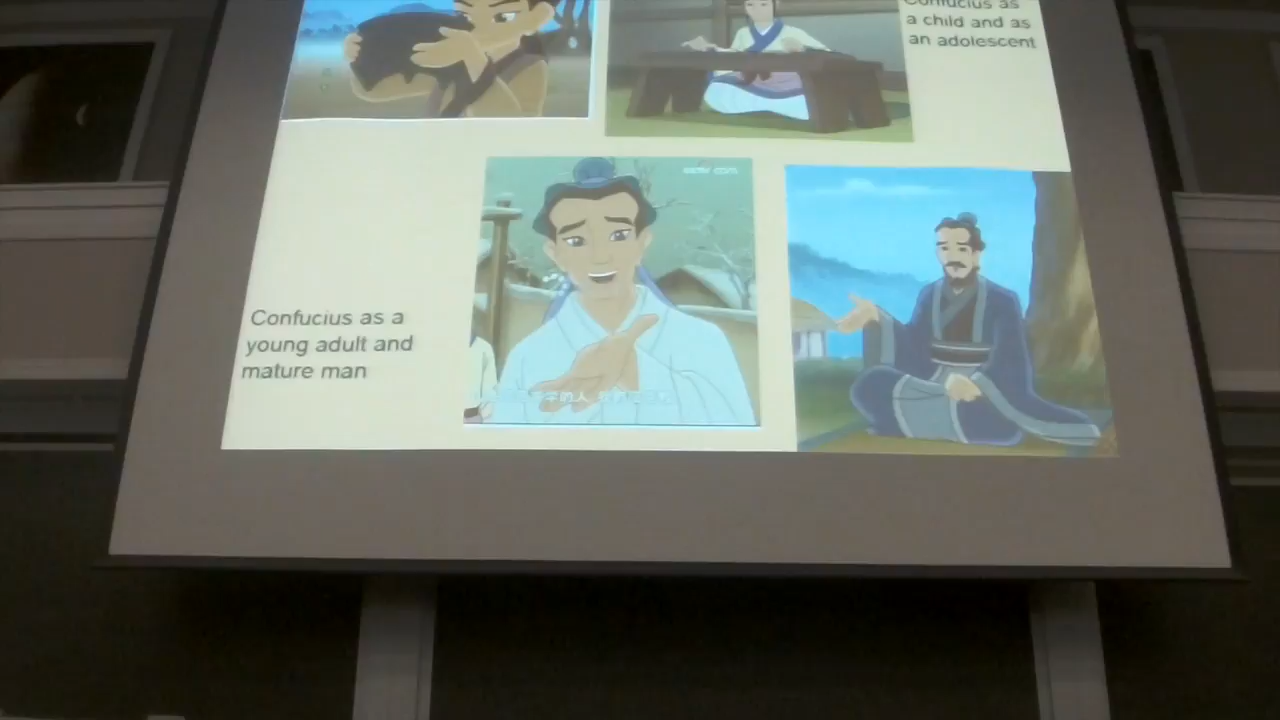 Confucius as
a child and as
an adolescent
Confucius as a
young adult and
mature man